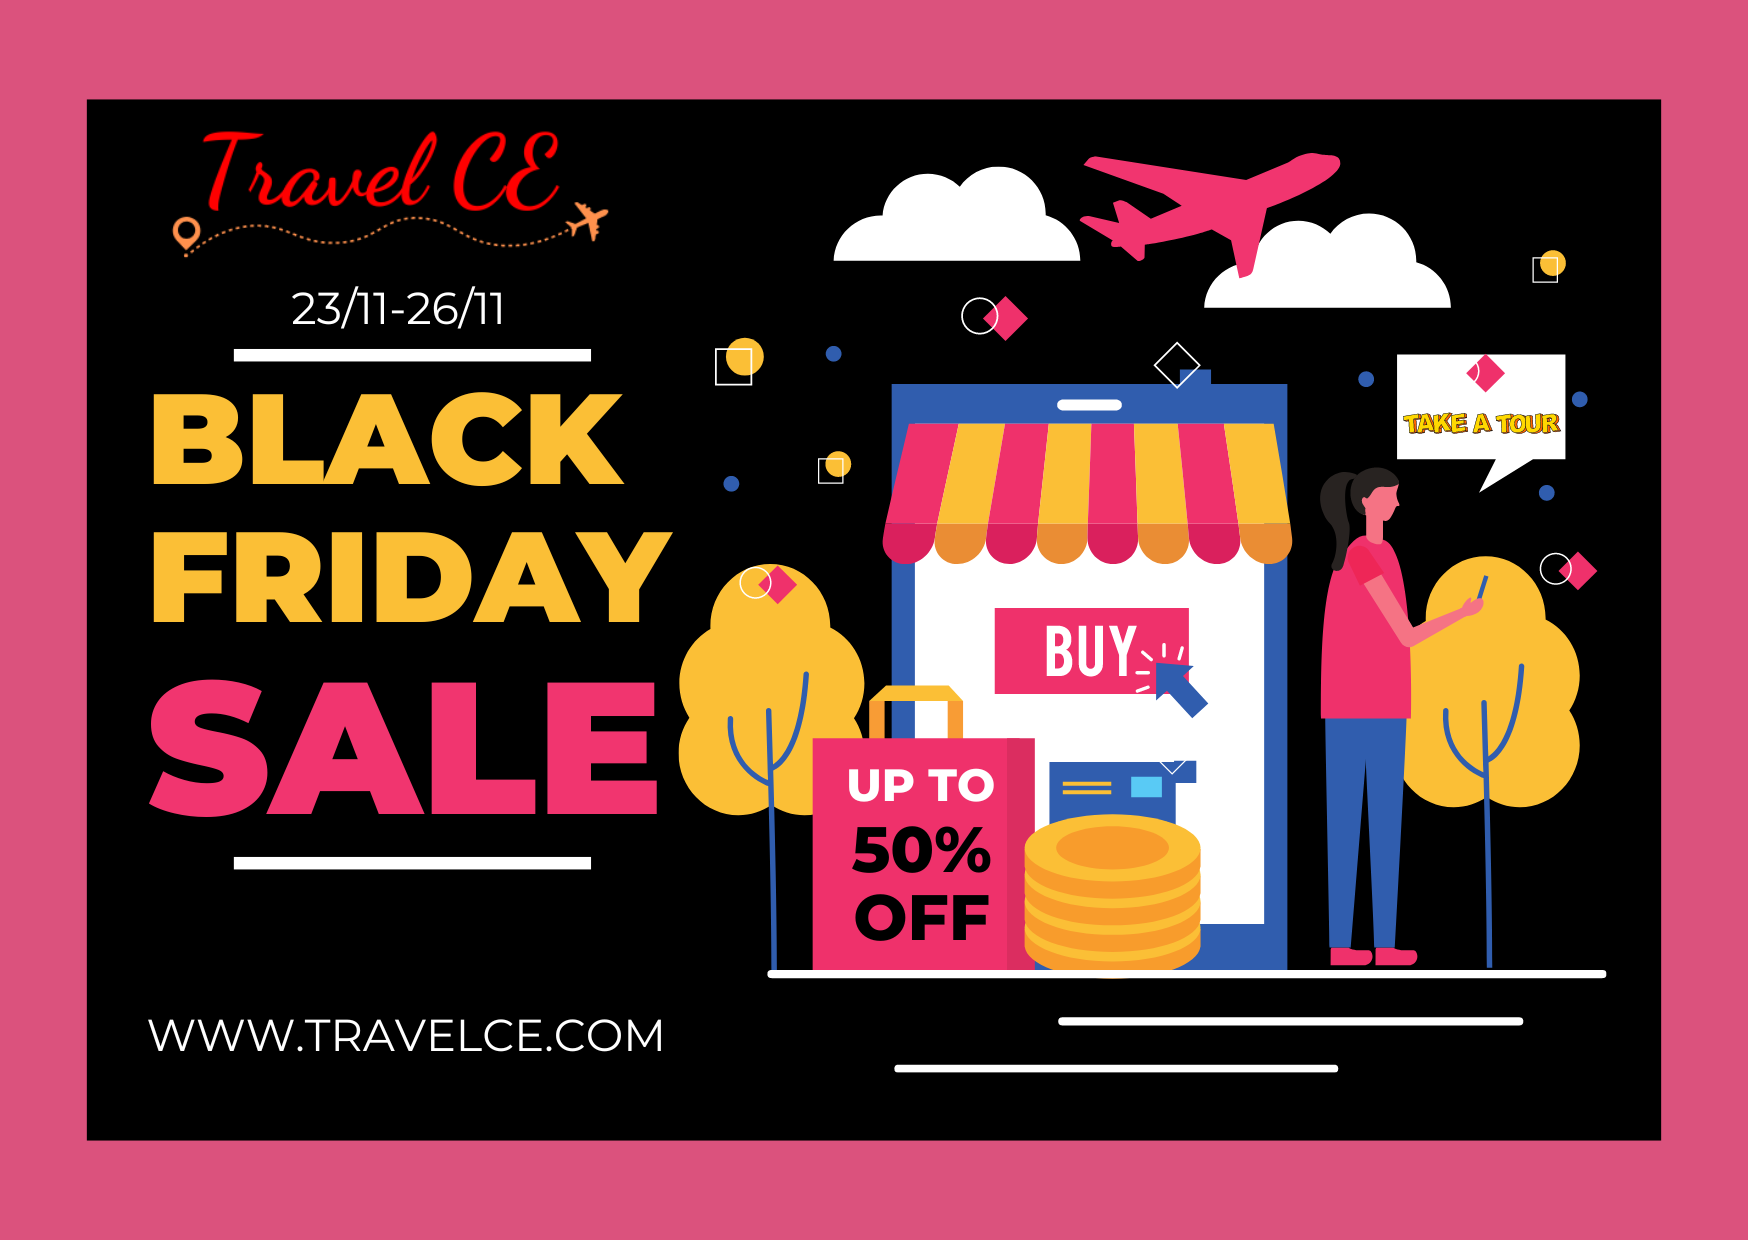 Travel CE
23/11-26/11
BLACK
FRIDAY
SALE
WWW.TRAVELCE.COM
TAKE A TOUR
BUY
UP TO
50%
OFF